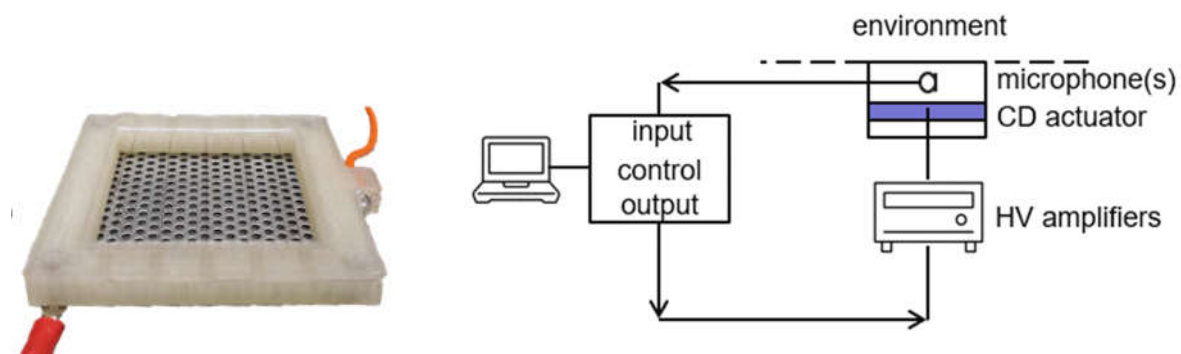 environment
microphone(s)
CD actuator
input
control
output
HV amplifiers